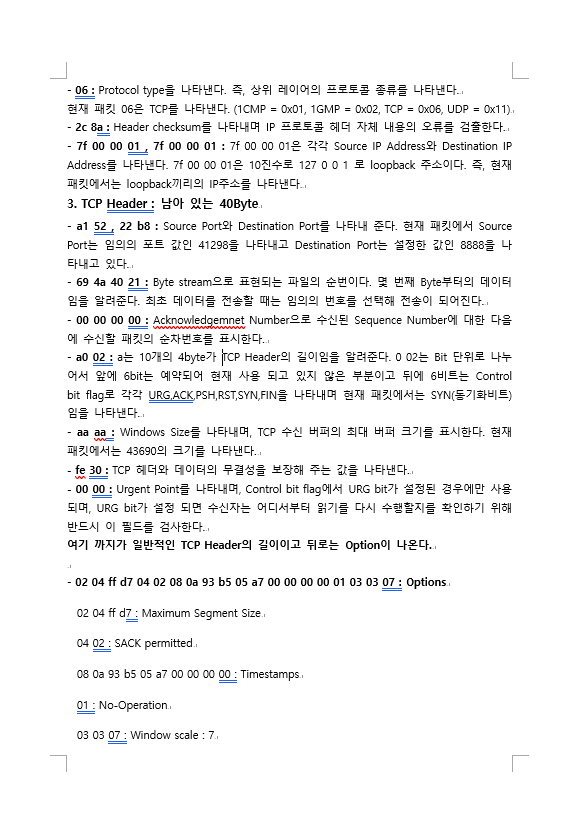 - 06 : Protocol type을 나타낸다. 즉, 상위 레이어의 프로토콜 종류를 나타낸다.
현재 패킷 06은 TCP를 나타낸다. (1CMP = 0x01, 1GMP = 0x02, TCP = 0x06, UDP = 0x11)
- 2c 8a : Header checksum를 나타내며 IP 프로토콜 헤더 자체 내용의 오류를 검출한다.
- 7f 00 00 01 , 7f 00 00 01 : 7f 00 00 01은 각각 Source IP Address와 Destination IP
Address를 나타낸다. 7f 00 00 01은 10진수로 127 0 0 1 로 loopback 주소이다. 즉, 현재
패킷에서는 loopback끼리의 IP주소를 나타낸다.
3. TCP Header : 남아 있는 40Byte
- a1 52 , 22 b8 : Source Port와 Destination Port를 나타내 준다. 현재 패킷에서 Source
Port는 임의의 포트 값인 41298을 나타내고 Destination Port는 설정한 값인 8888을 나
타내고 있다.
- 69 4a 40 21 : Byte stream으로 표현되는 파일의 순번이다. 몇 번째 Byte부터의 데이터
임을 알려준다. 최초 데이터를 전송할 때는 임의의 번호를 선택해 전송이 되어진다.
- 00 00 00 00 : Acknowledgemnet Number으로 수신된 Sequence Number에 대한 다음
에 수신할 패킷의 순자번호를 표시한다.
- a0 02 : a는 10개의 4byte가 TCP Header의 길이임을 알려준다. 0 02는 Bit 단위로 나누
어서 앞에 6bit는 예약되어 현재 사용 되고 있지 않은 부분이고 뒤에 6비트는 Control
bit flag로 각각 URG,ACK,PSH,RST,SYN,FIN을 나타내며 현재 패킷에서는 SYN(동기화비트)
임을 나타낸다.
- aa aa : Windows Size를 나타내며, TCP 수신 버퍼의 최대 버퍼 크기를 표시한다. 현재
패킷에서는 43690의 크기를 나타낸다.
- fe 30 : TCP 헤더와 데이터의 무결성을 보장해 주는 값을 나타낸다.
- 00 00 : Urgent Point를 나타내며, Control bit flag에서 URG bit가 설정된 경우에만 사용
되며, URG bit가 설정 되면 수신자는 어디서부터 읽기를 다시 수행할지를 확인하기 위해
반드시 이 필드를 검사한다.
여기 까지가 일반적인 TCP Header의 길이이고 뒤로는 Option이 나온다.
- 02 04 ff d7 04 02 08 0a 93 b5 05 a7 00 00 00 00 01 03 03 07 : Options
02 04 ff d7 : Maximum Segment Size
04 02 : SACK permitted
08 0a 93 b5 05 a7 00 00 00 00 : Timestamps
01 : No-Operation
03 03 07 : Window scale : 7